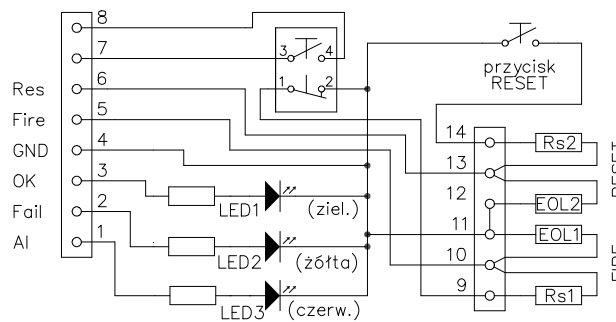 8
7
Res 6
Fire 5
GND 4
OK 3
Fail 2
Al 1
3 4
1 2
LED1 (ziel.)
LED2 (żółta)
LED3 (czerw.)
przycisk
RESET
14 Rs2
13
12 EOL2
11 EOL1
10
9 Rs1
RESET
FIRE